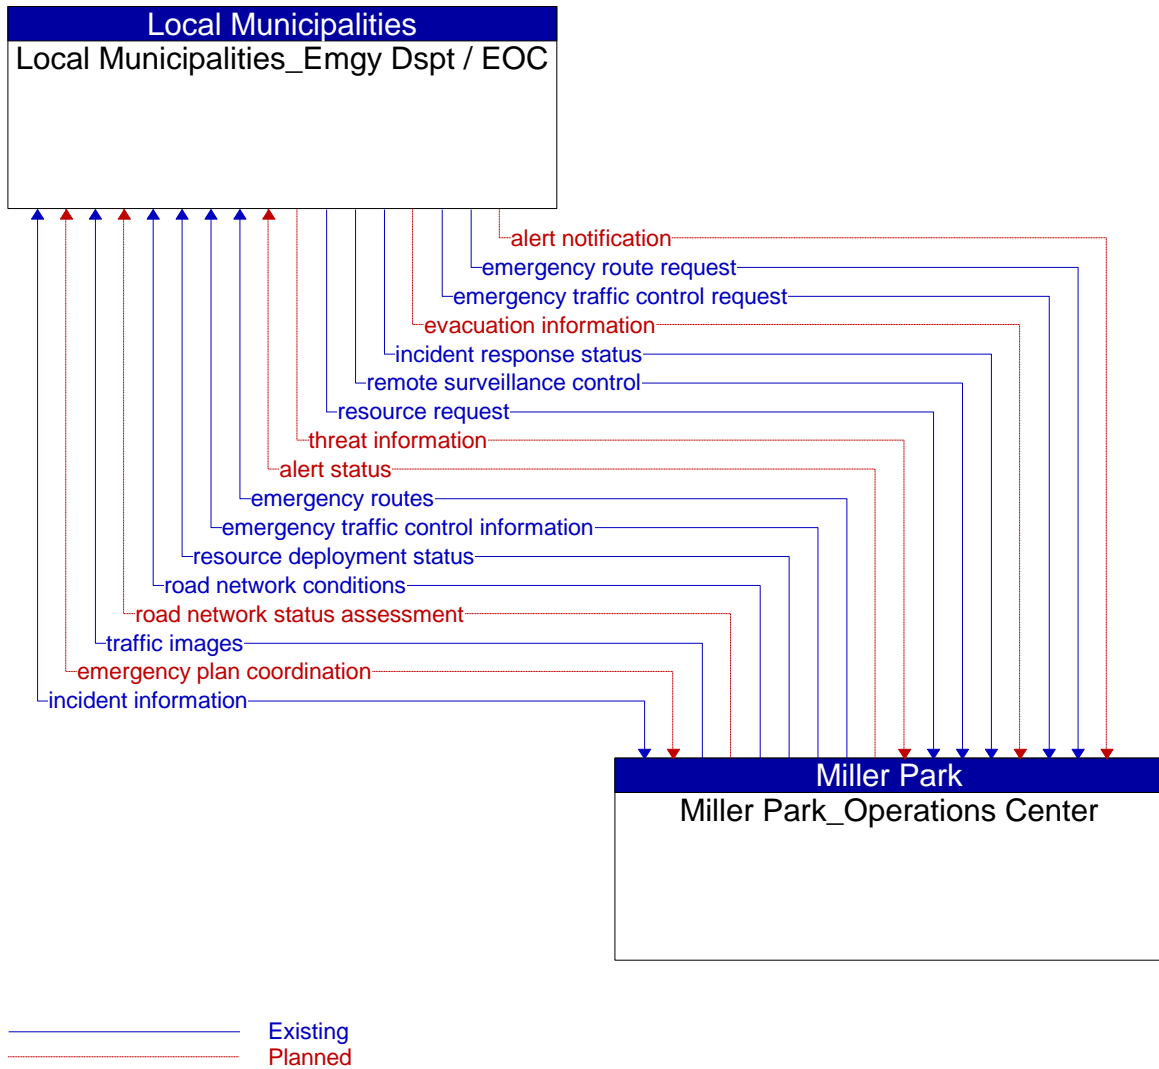 Local Municipalities
Local Municipalities_Emgy Dspt / EOC
alert notification
emergency route request
emergency traffic control request
evacuation information
incident response status
remote surveillance control
resource request
threat information
alert status
emergency routes
emergency traffic control information
resource deployment status
road network conditions
road network status assessment
traffic images
emergency plan coordination
incident information
Miller Park
Miller Park_Operations Center
Existing
Planned